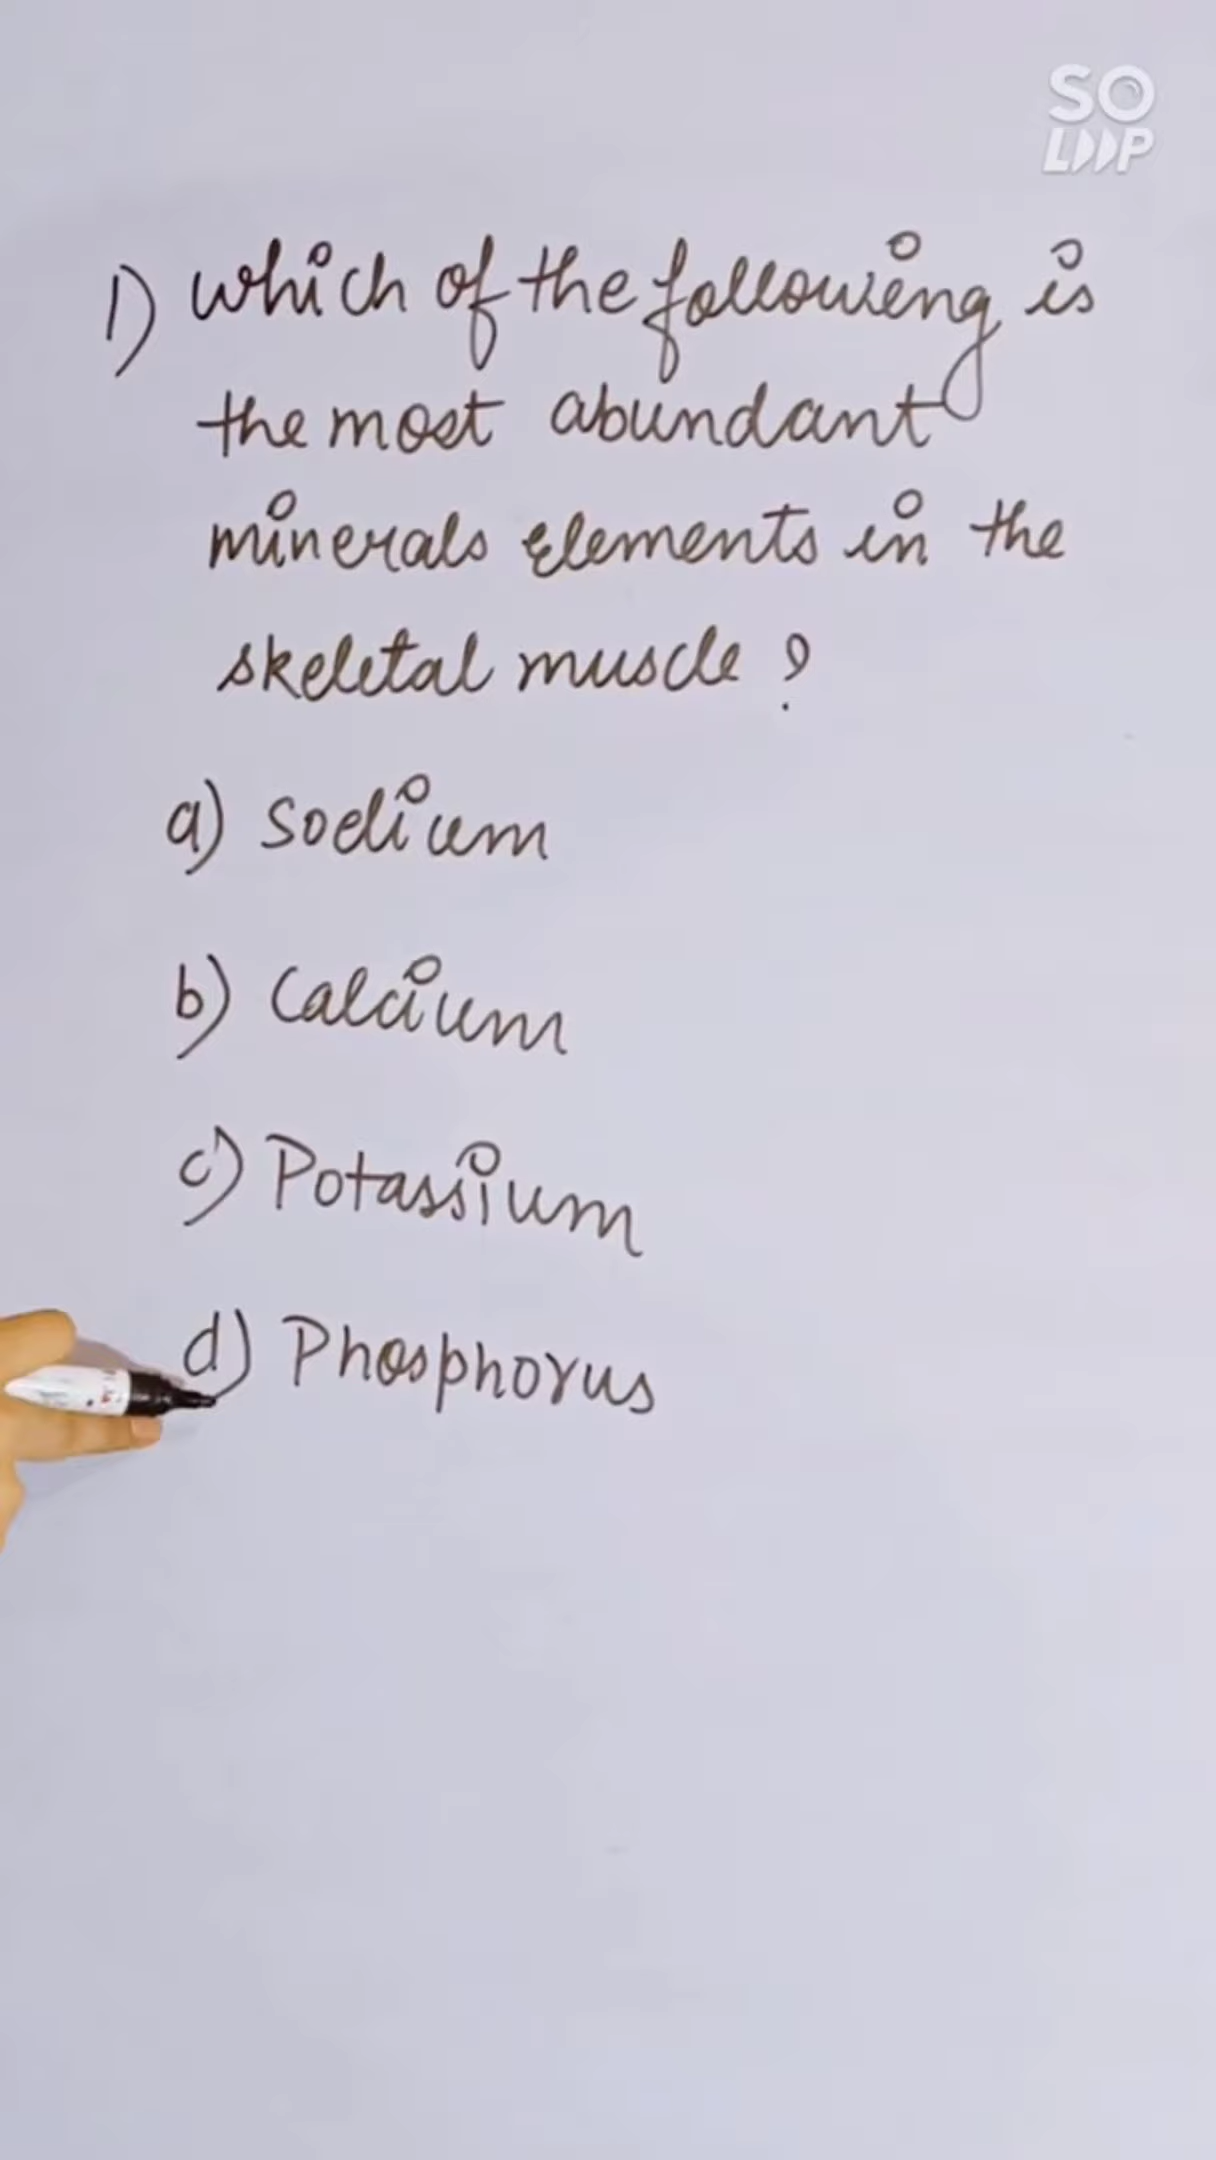 SO
LOOP
1) which of the following is
the most abundant
minerals elements in the
skeletal muscle ?
a) Sodium
b) Calcium
c) Potassium
d) Phosphorus